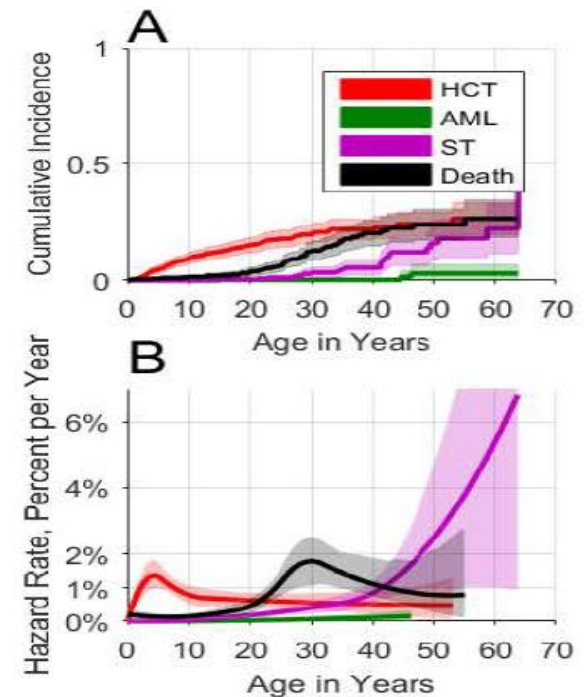 A
Cumulative Incidence
1
0.5
0
HCT
AML
ST
Death
0 10 20 30 40 50 60 70
Age in Years
B
Hazard Rate, Percent per Year
6%
4%
2%
1%
0%
0 10 20 30 40 50 60 70
Age in Years